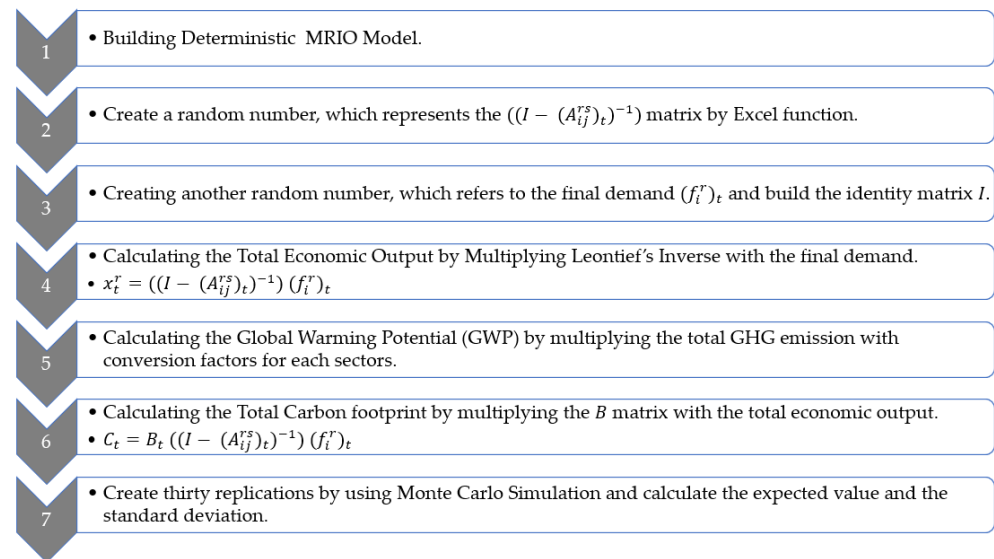 1
• Building Deterministic MRIO Model.
2
• Create a random number, which represents the ((I − (A_{ij}^{rs})_t)^{-1}) matrix by Excel function.
3
• Creating another random number, which refers to the final demand (f_i^r)_t and build the identity matrix I.
4
• Calculating the Total Economic Output by Multiplying Leontief's Inverse with the final demand.
• x_t^r = ((I − (A_{ij}^{rs})_t)^{-1}) (f_i^r)_t
5
• Calculating the Global Warming Potential (GWP) by multiplying the total GHG emission with
conversion factors for each sectors.
6
• Calculating the Total Carbon footprint by multiplying the B matrix with the total economic output.
• C_t = B_t ((I − (A_{ij}^{rs})_t)^{-1}) (f_i^r)_t
7
• Create thirty replications by using Monte Carlo Simulation and calculate the expected value and the
standard deviation.